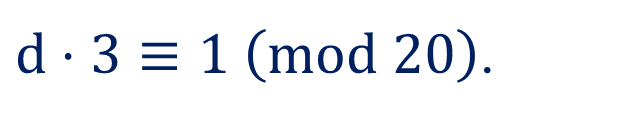 d · 3 ≡ 1 (mod 20).